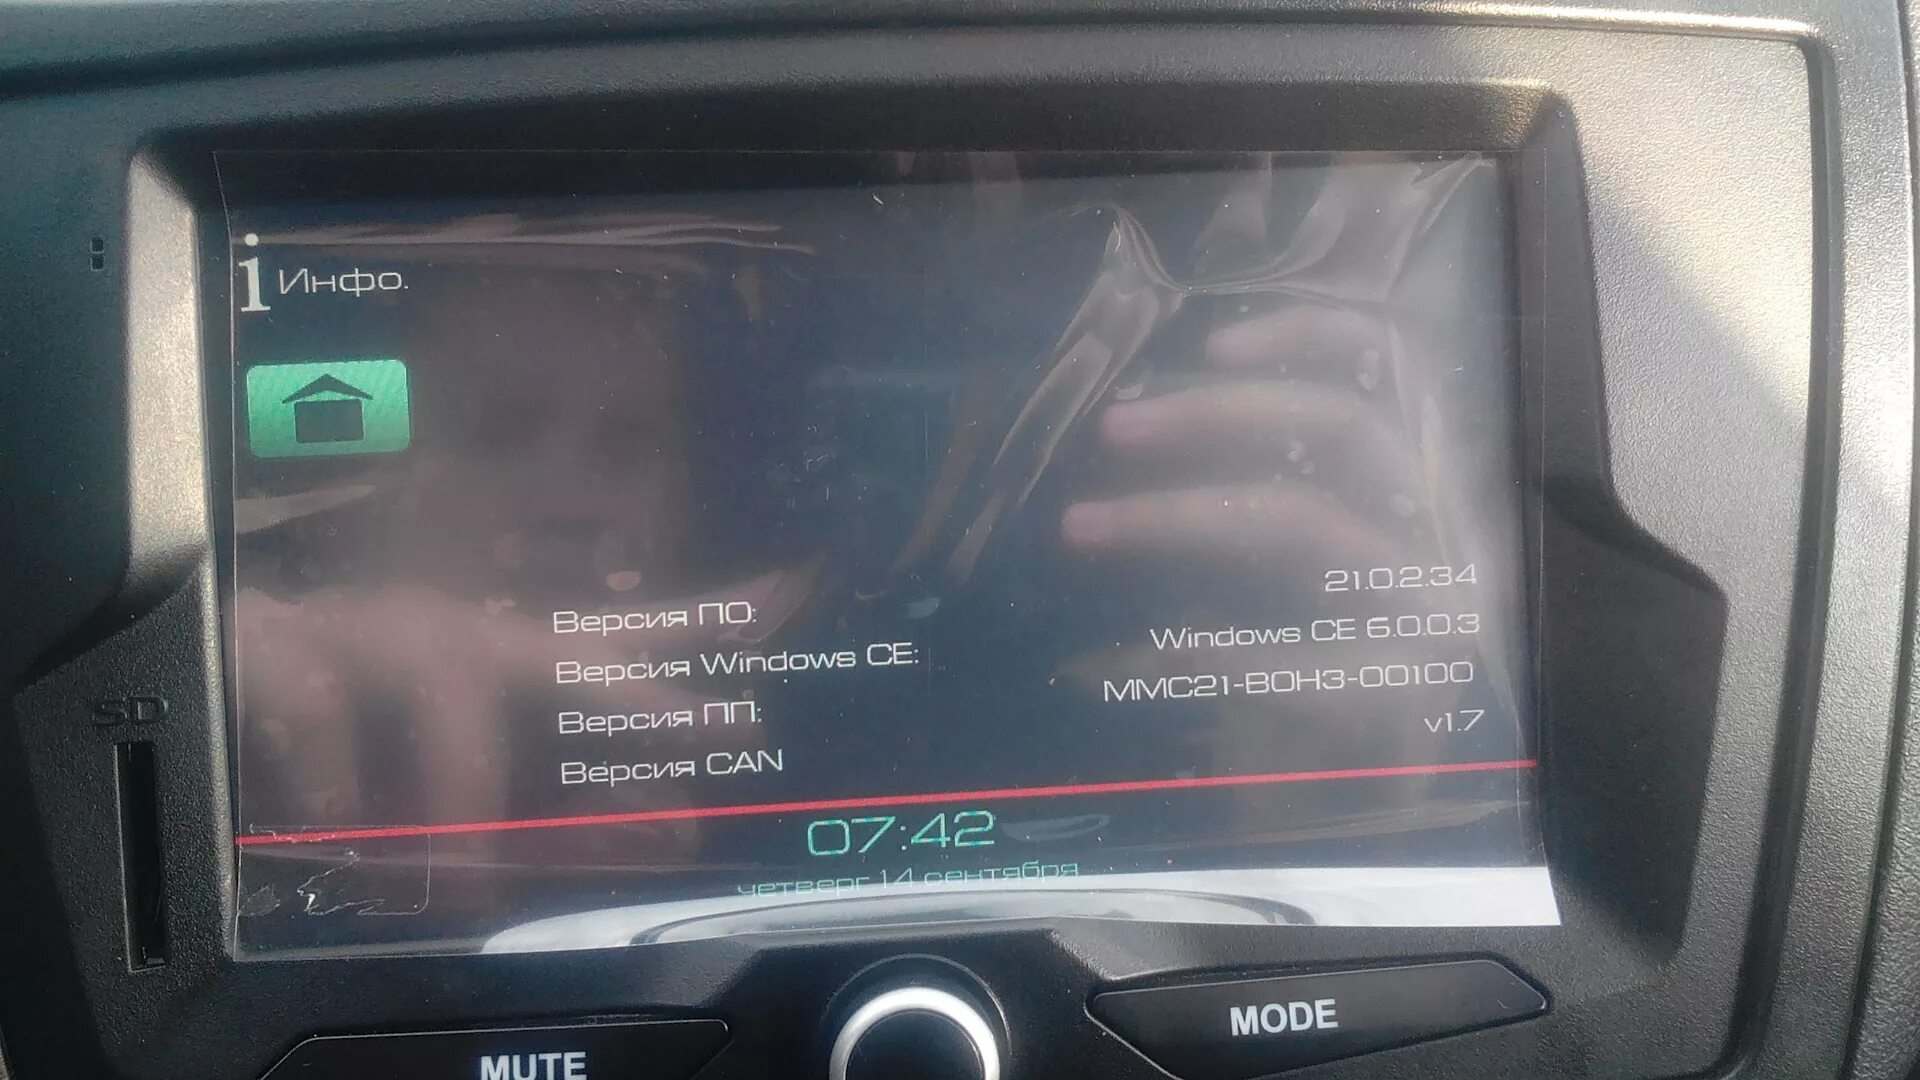 i Инфо.
21.0.2.34
Версия ПО:
Windows CE 6.0.0.3
Версия Windows CE:
MMC21-B0H3-00100
Версия ПП:
v1.7
Версия CAN
07:42
четверг 14 сентября
SD
MODE
MUTE